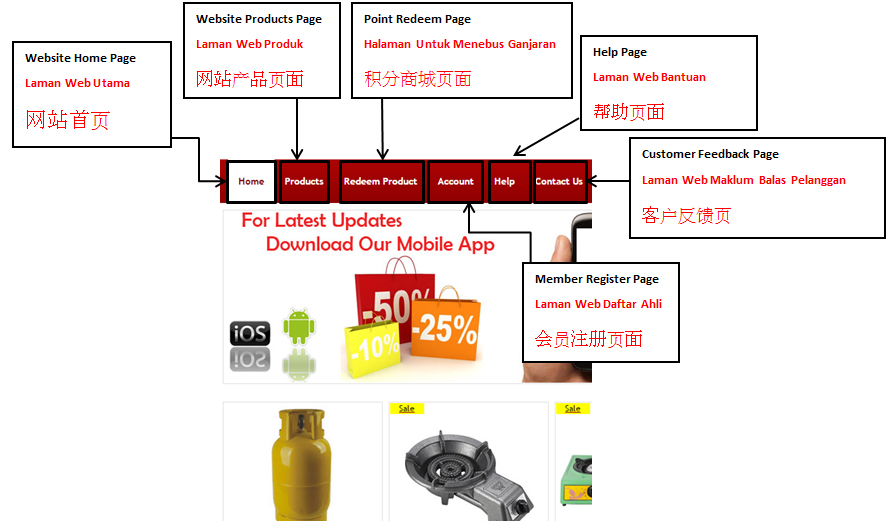 Website Home Page
Laman Web Utama
网站首页
Website Products Page
Laman Web Produk
网站产品页面
Point Redeem Page
Halaman Untuk Menebus Ganjaran
积分商城页面
Help Page
Laman Web Bantuan
帮助页面
Customer Feedback Page
Laman Web Maklum Balas Pelanggan
客户反馈页
Home Products Redeem Product Account Help Contact Us
For Latest Updates
Download Our Mobile App
Member Register Page
Laman Web Daftar Ahli
会员注册页面
iOS
-50%
-25%
-10%
Sale
Sale